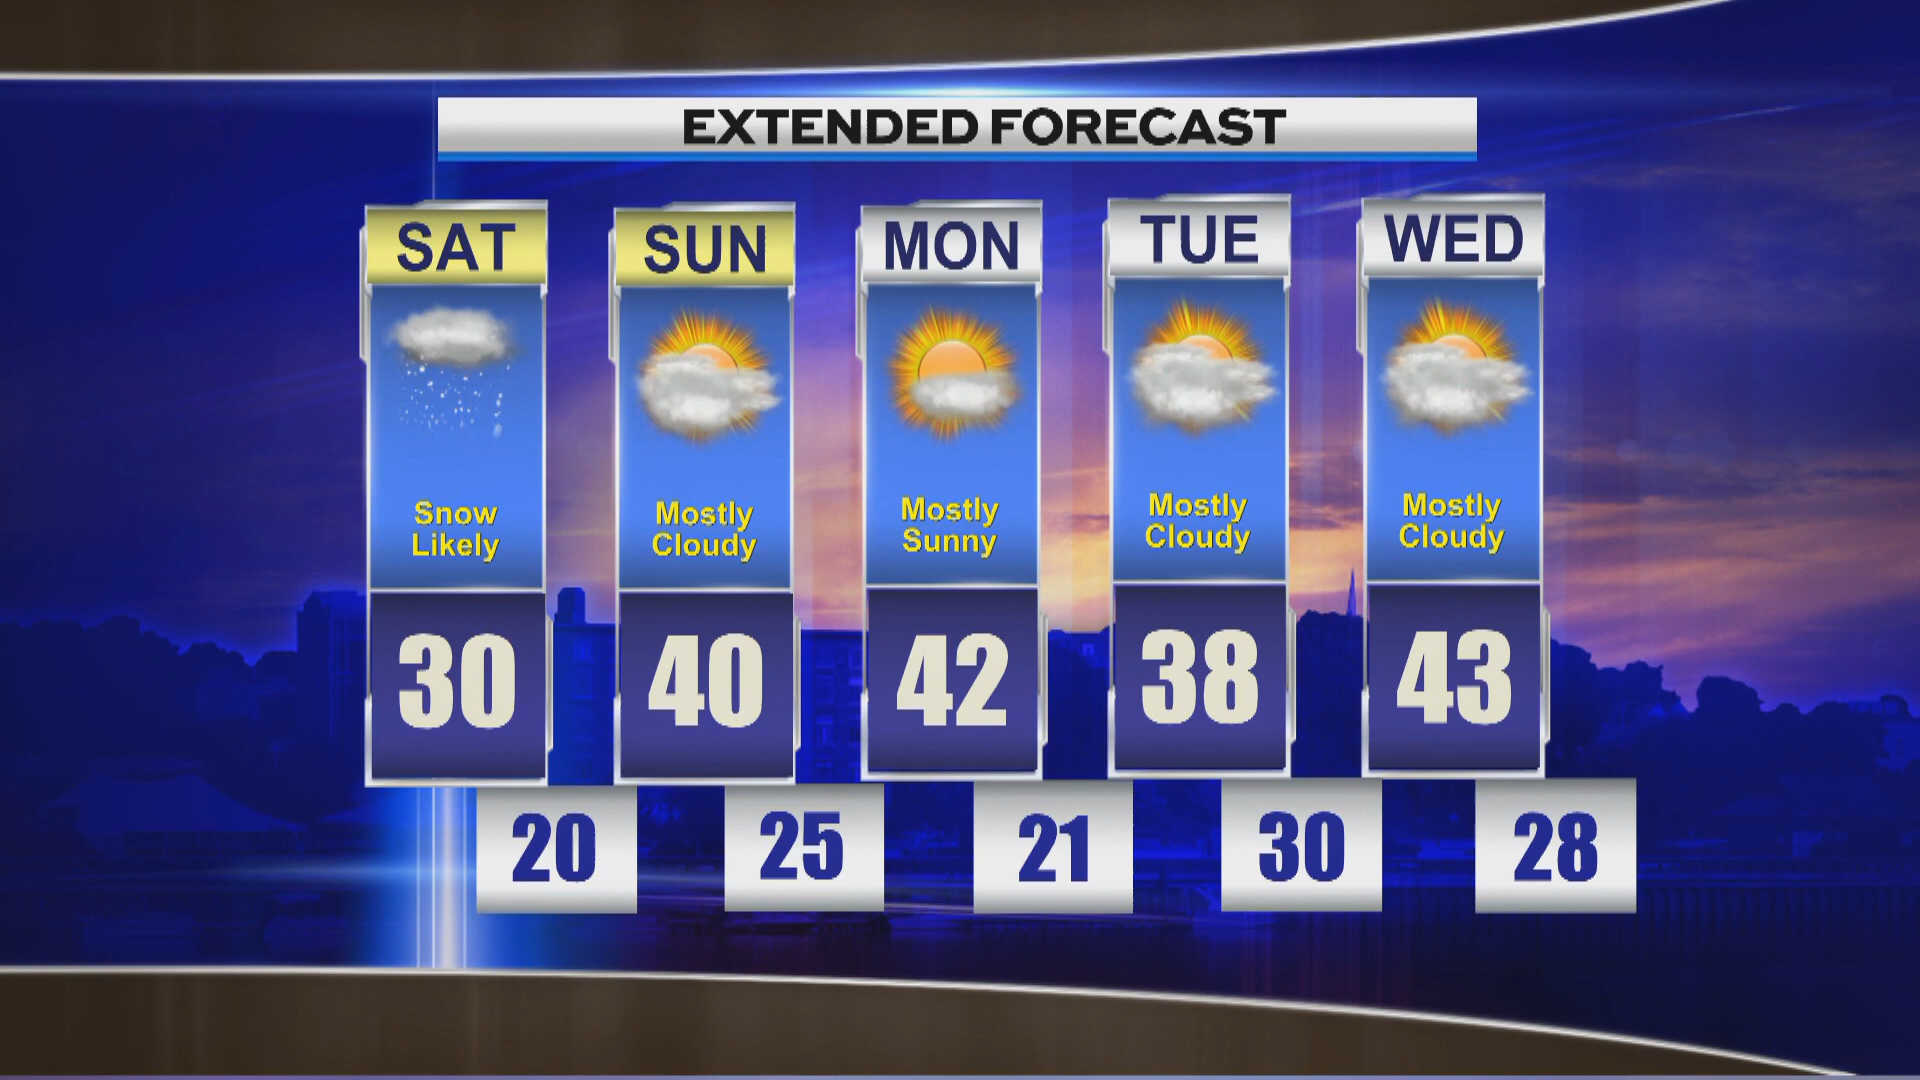 EXTENDED FORECAST
SAT
SUN
MON
TUE
WED
Snow
Likely
Mostly
Cloudy
Mostly
Sunny
Mostly
Cloudy
Mostly
Cloudy
30
40
42
38
43
20
25
21
30
28